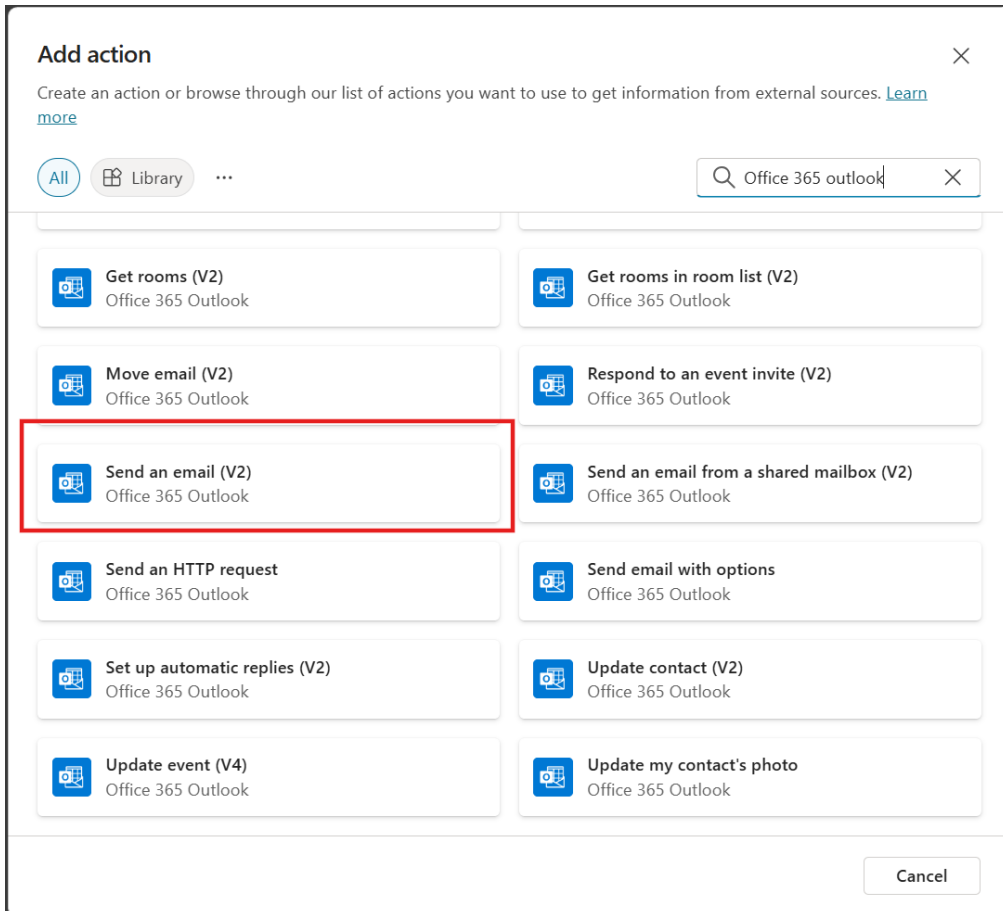 Add action
Create an action or browse through our list of actions you want to use to get information from external sources. Learn
more
All
Library
...
Office 365 outlook
Get rooms (V2)
Office 365 Outlook
Get rooms in room list (V2)
Office 365 Outlook
Move email (V2)
Office 365 Outlook
Respond to an event invite (V2)
Office 365 Outlook
Send an email (V2)
Office 365 Outlook
Send an email from a shared mailbox (V2)
Office 365 Outlook
Send an HTTP request
Office 365 Outlook
Send email with options
Office 365 Outlook
Set up automatic replies (V2)
Office 365 Outlook
Update contact (V2)
Office 365 Outlook
Update event (V4)
Office 365 Outlook
Update my contact's photo
Office 365 Outlook
Cancel